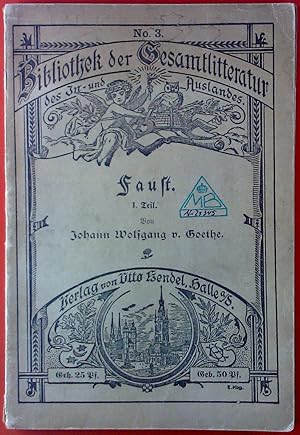 No. 3.
Bibliothek der Gesamtlitteratur
des In- und Auslandes.
Faust.
I. Teil.
Von
Johann Wolfgang v. Goethe.
MB
Verlag von Otto Hendel, Halle a/S.
Geh. 25 Pf.
Geb. 50 Pf.